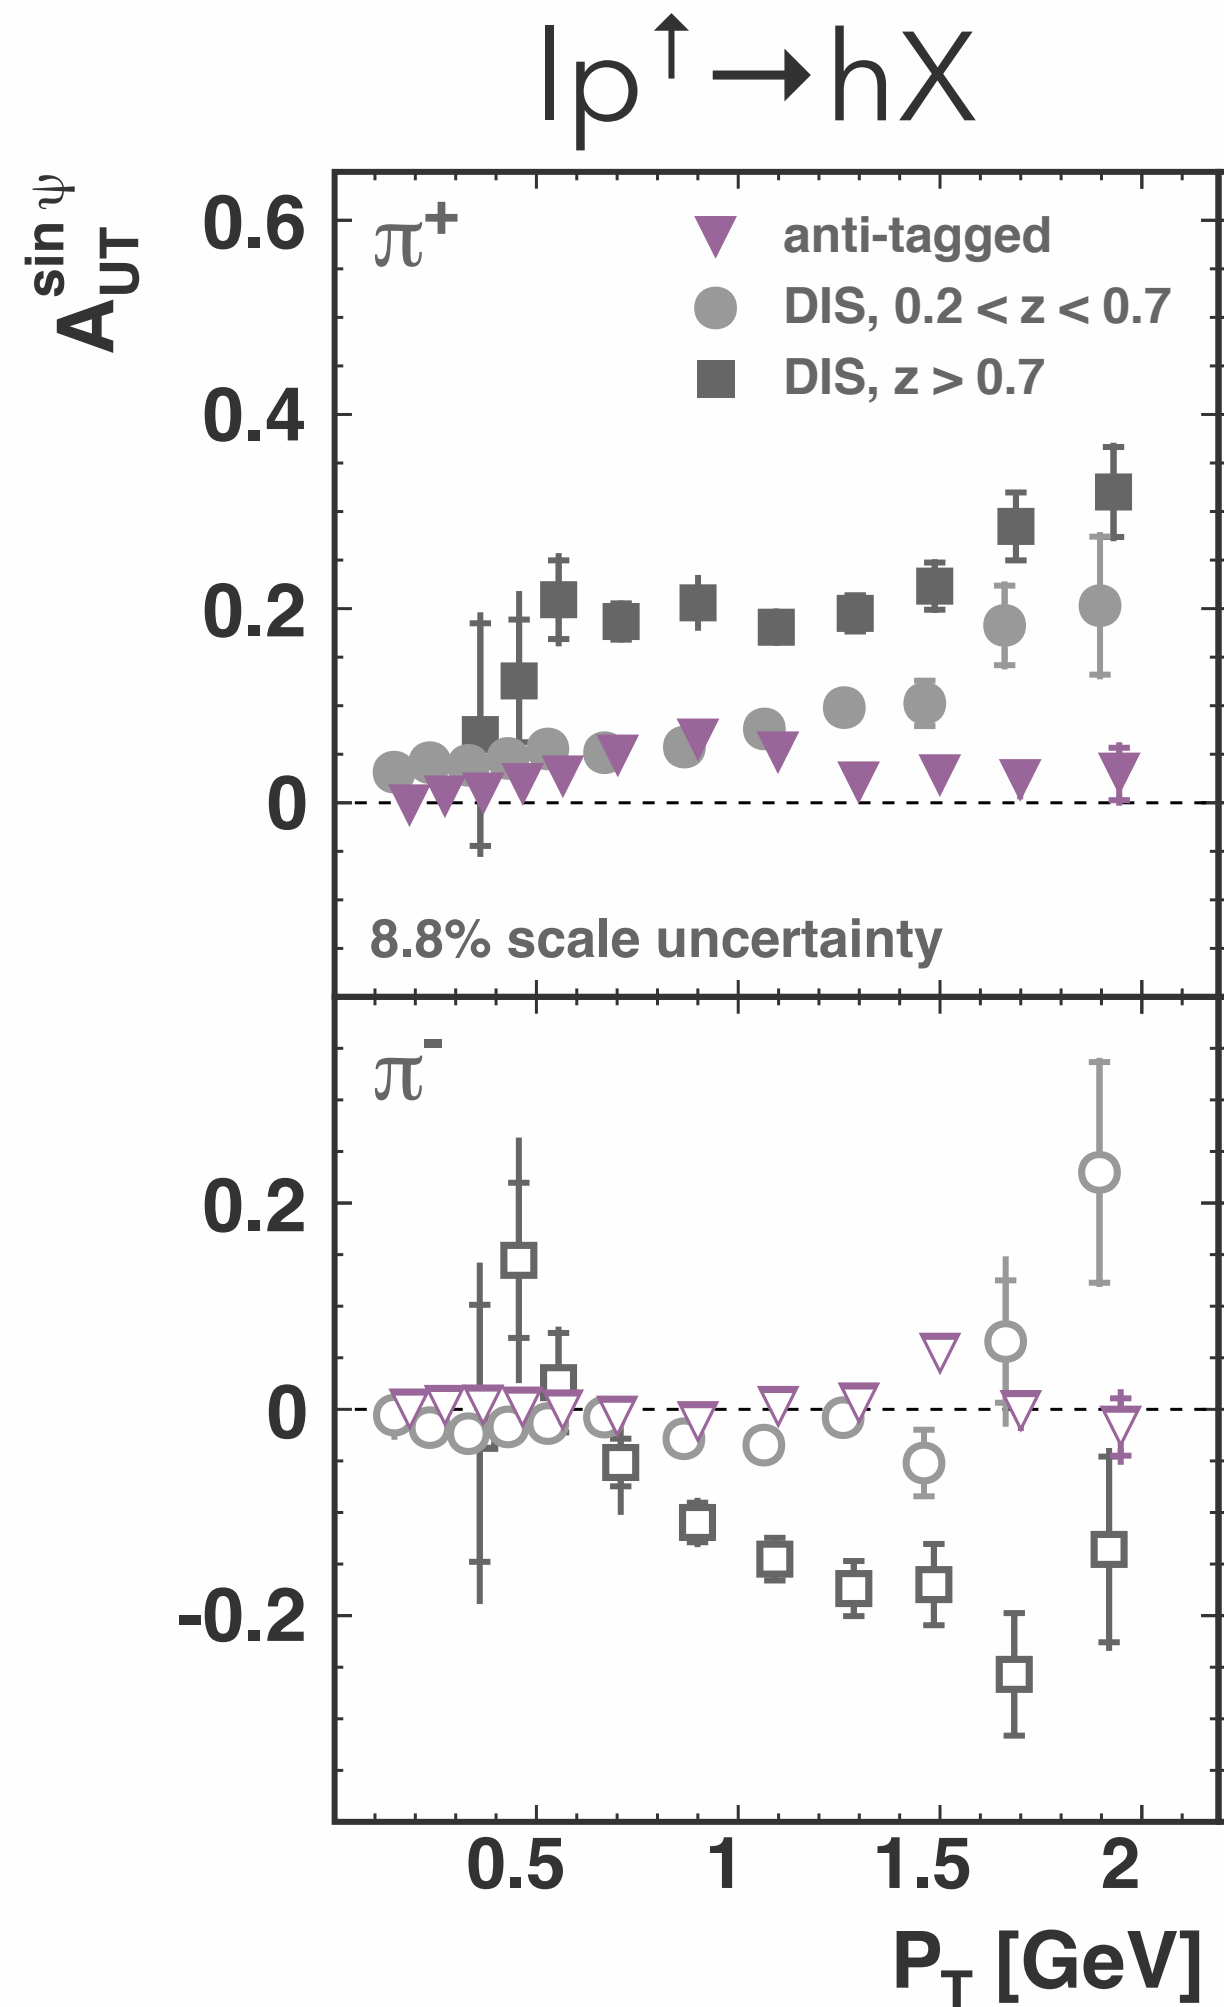 lp↑→hX
A_UT^sin ψ
0.6
π+
anti-tagged
DIS, 0.2 < z < 0.7
DIS, z > 0.7
0.4
0.2
0
8.8% scale uncertainty
π-
0.2
0
-0.2
0.5 1 1.5 2
P_T [GeV]